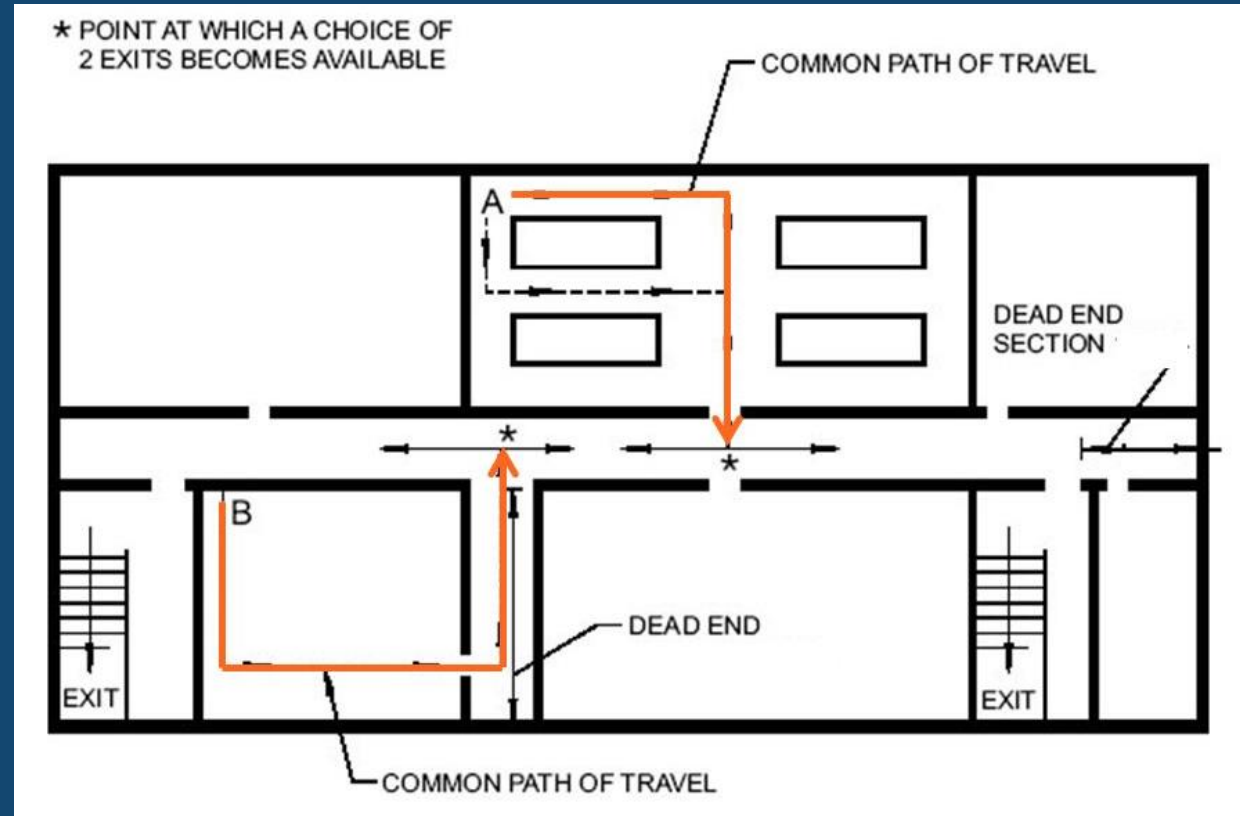 * POINT AT WHICH A CHOICE OF
2 EXITS BECOMES AVAILABLE
COMMON PATH OF TRAVEL
A
DEAD END
SECTION
*
*
B
DEAD END
EXIT
EXIT
COMMON PATH OF TRAVEL